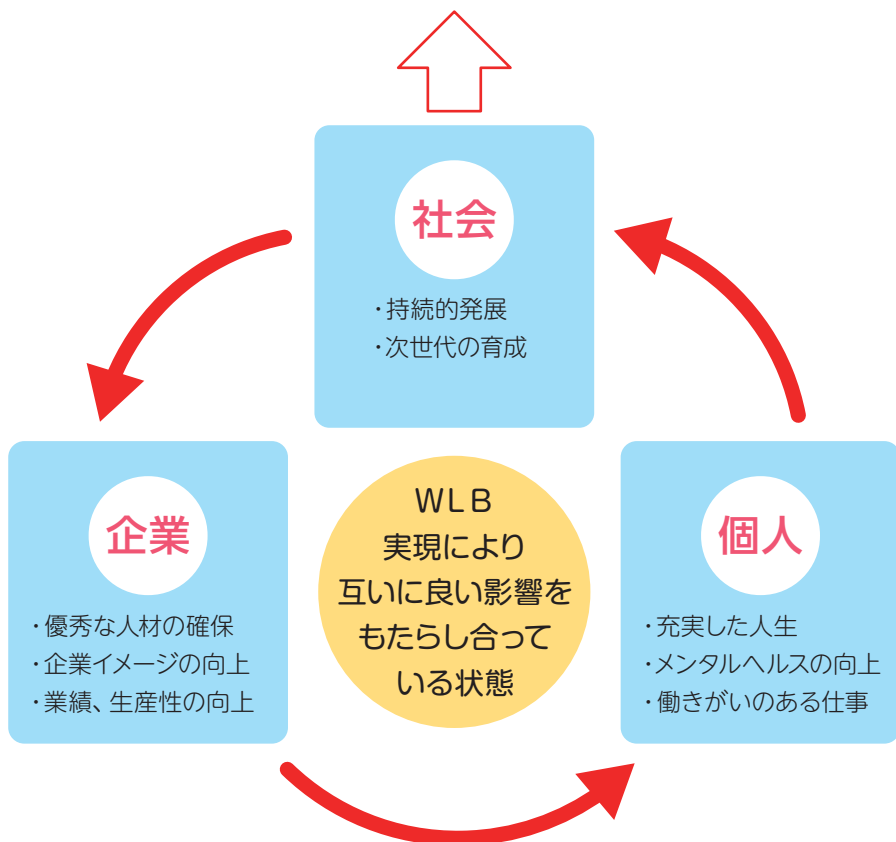 社会
・持続的発展
・次世代の育成
企業
・優秀な人材の確保
・企業イメージの向上
・業績、生産性の向上
WLB
実現により
互いに良い影響を
もたらし合って
いる状態
個人
・充実した人生
・メンタルヘルスの向上
・働きがいのある仕事